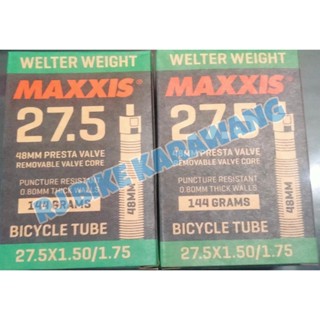 WELTER WEIGHT
MAXXIS
27.5
48MM PRESTA VALVE
REMOVABLE VALVE CORE
PUNCTURE RESISTANT
0.80MM THICK WALLS
144 GRAMS
48MM
BICYCLE TUBE
27.5X1.50/1.75
WELTER WEIGHT
MAXXIS
27.5
PRESTA VALVE
REMOVABLE VALVE CORE
PUNCTURE RESISTANT
0.80MM THICK WALLS
144 GRAMS
48MM
BICYCLE TUBE
27.5X1.50/1.75
KARAWANG